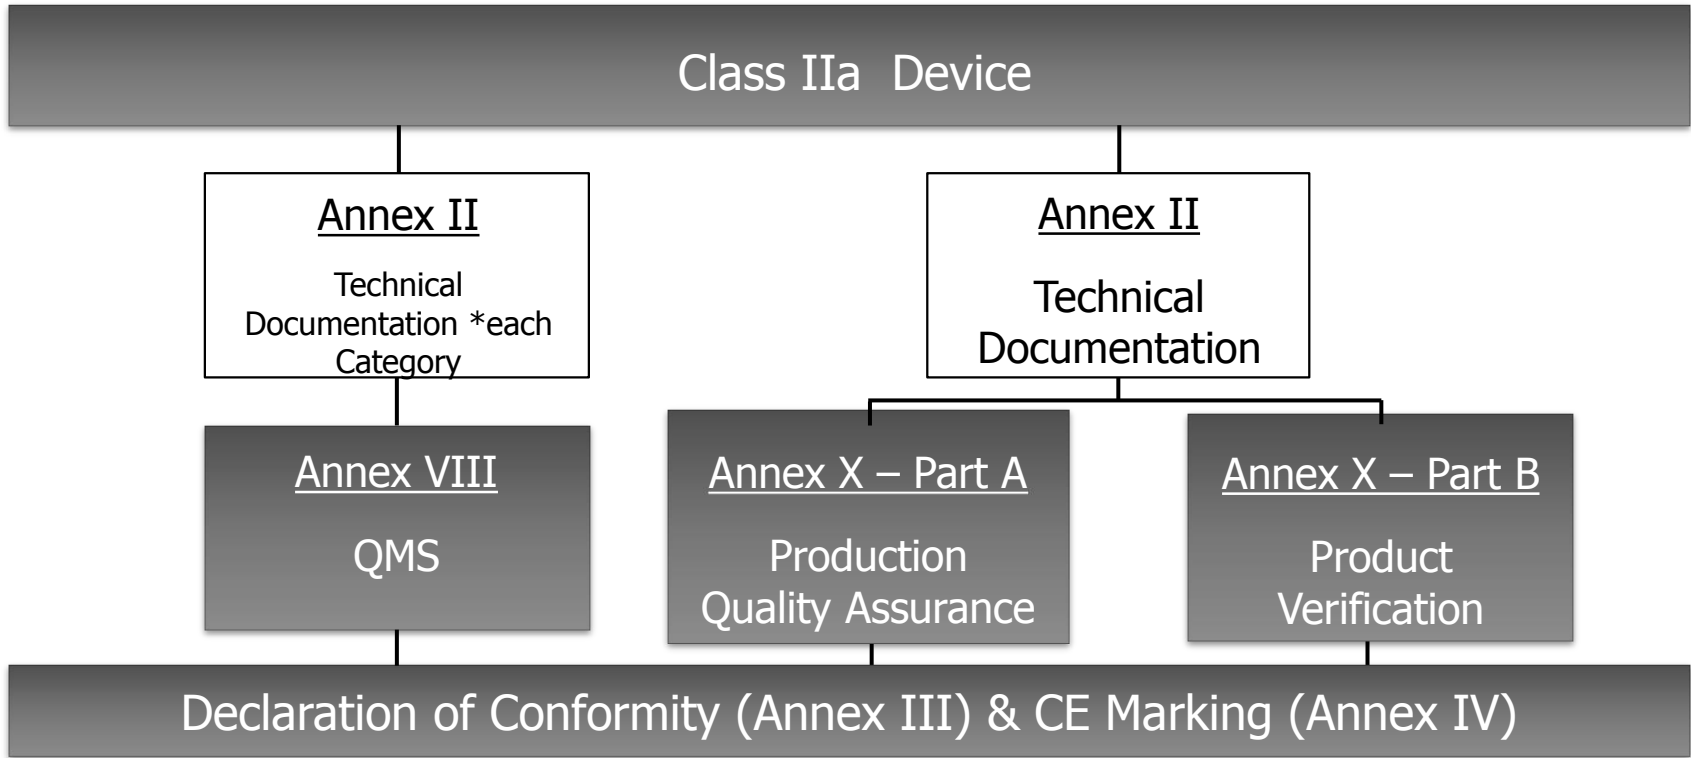 Class IIa Device
Annex II
Technical
Documentation *each
Category
Annex II
Technical
Documentation
Annex VIII
QMS
Annex X – Part A
Production
Quality Assurance
Annex X – Part B
Product
Verification
Declaration of Conformity (Annex III) & CE Marking (Annex IV)